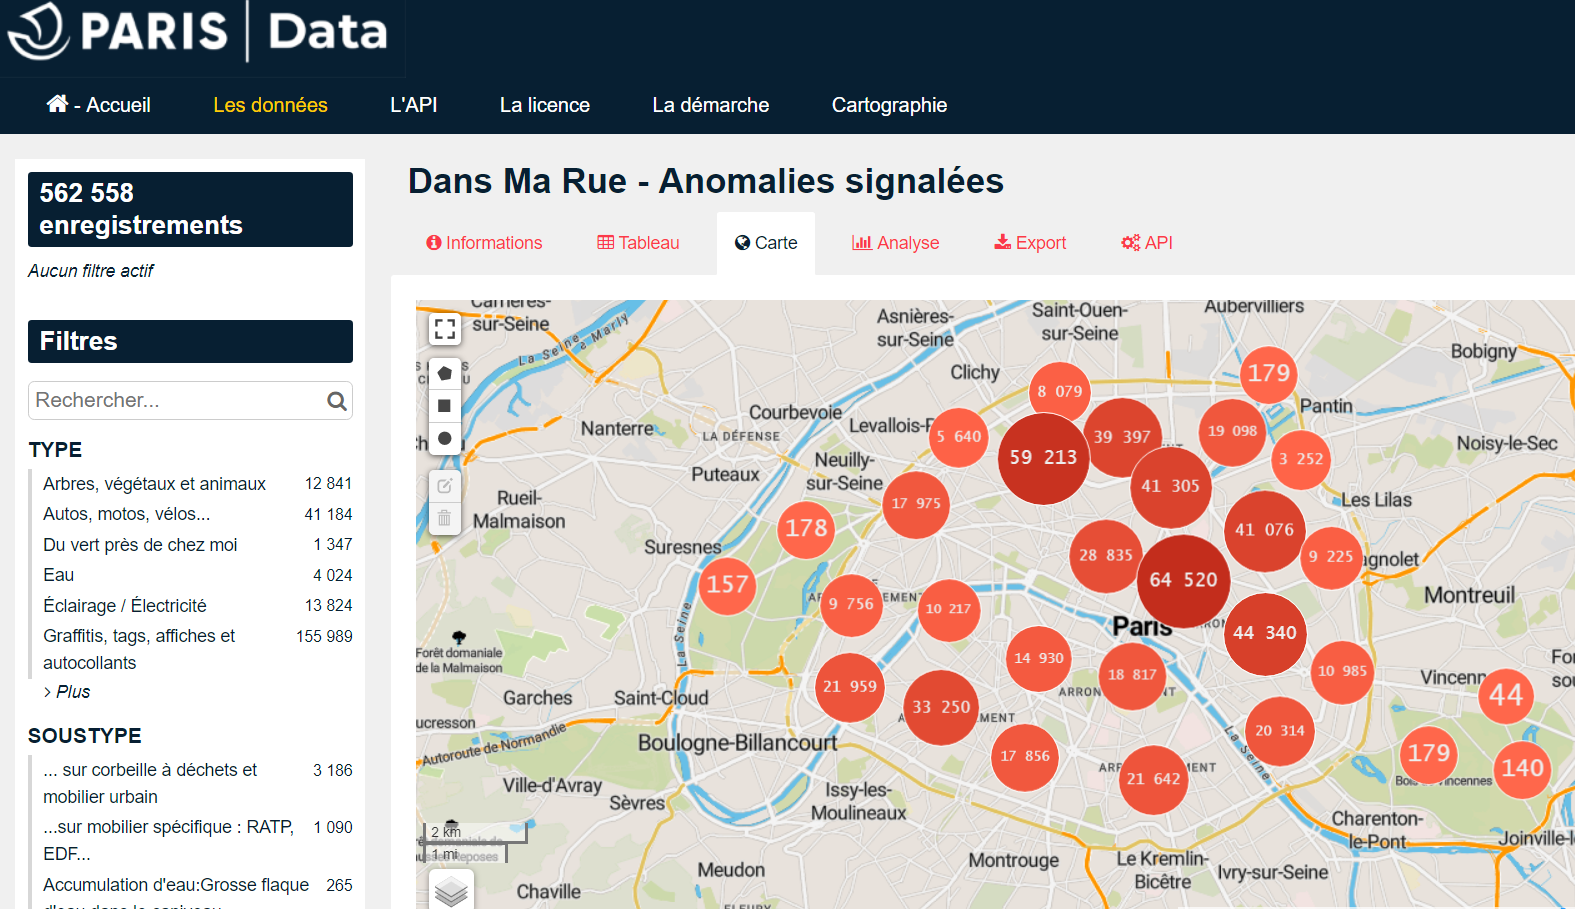 PARIS | Data
- Accueil
Les données
L'API
La licence
La démarche
Cartographie
562 558
enregistrements
Aucun filtre actif
Filtres
Rechercher...
TYPE
Arbres, végétaux et animaux 12 841
Autos, motos, vélos... 41 184
Du vert près de chez moi 1 347
Eau 4 024
Éclairage / Électricité 13 824
Graffitis, tags, affiches et 155 989
autocollants
> Plus
SOUSTYPE
... sur corbeille à déchets et 3 186
mobilier urbain
...sur mobilier spécifique : RATP, 1 090
EDF...
Accumulation d'eau:Grosse flaque 265
Dans Ma Rue - Anomalies signalées
Informations
Tableau
Carte
Analyse
Export
API
Carrières-
sur-Seine
La Seine
à Marly
Asnières-
sur-Seine
Saint-Ouen-
sur-Seine
Aubervilliers
Bobigny
Clichy
8 079
179
Pantin
Courbevoie
Nanterre
LA DÉFENSE
Levallois-P
5 640
39 397
19 098
Noisy-le-Sec
59 213
3 252
Puteaux
Neuilly-
sur-Seine
41 305
Rueil-
Malmaison
17 975
Les Lilas
178
41 076
Suresnes
28 835
9 225
agnolet
64 520
157
9 756
EMENT
10 217
Montreuil
Paris
44 340
La Seine
Forêt domaniale
de la Malmaison
14 930
18 817
10 985
ARRON
NT
Vincenn
44
Garches
Saint-Cloud
21 959
33 250
MENT
ucresson
Autoroute de Normandie
Boulogne-Billancourt
20 314
La Seine
17 856
179
140
Bois de Vincennes
Ville-d'Avray
Sèvres
21 642
MENT
Issy-les-
Moulineaux
Charenton-
le-Pont
Joinville-l
2 km
1 mi
Reposes
Meudon
Montrouge
Le Kremlin-
Bicêtre
Ivry-sur-Seine
Chaville